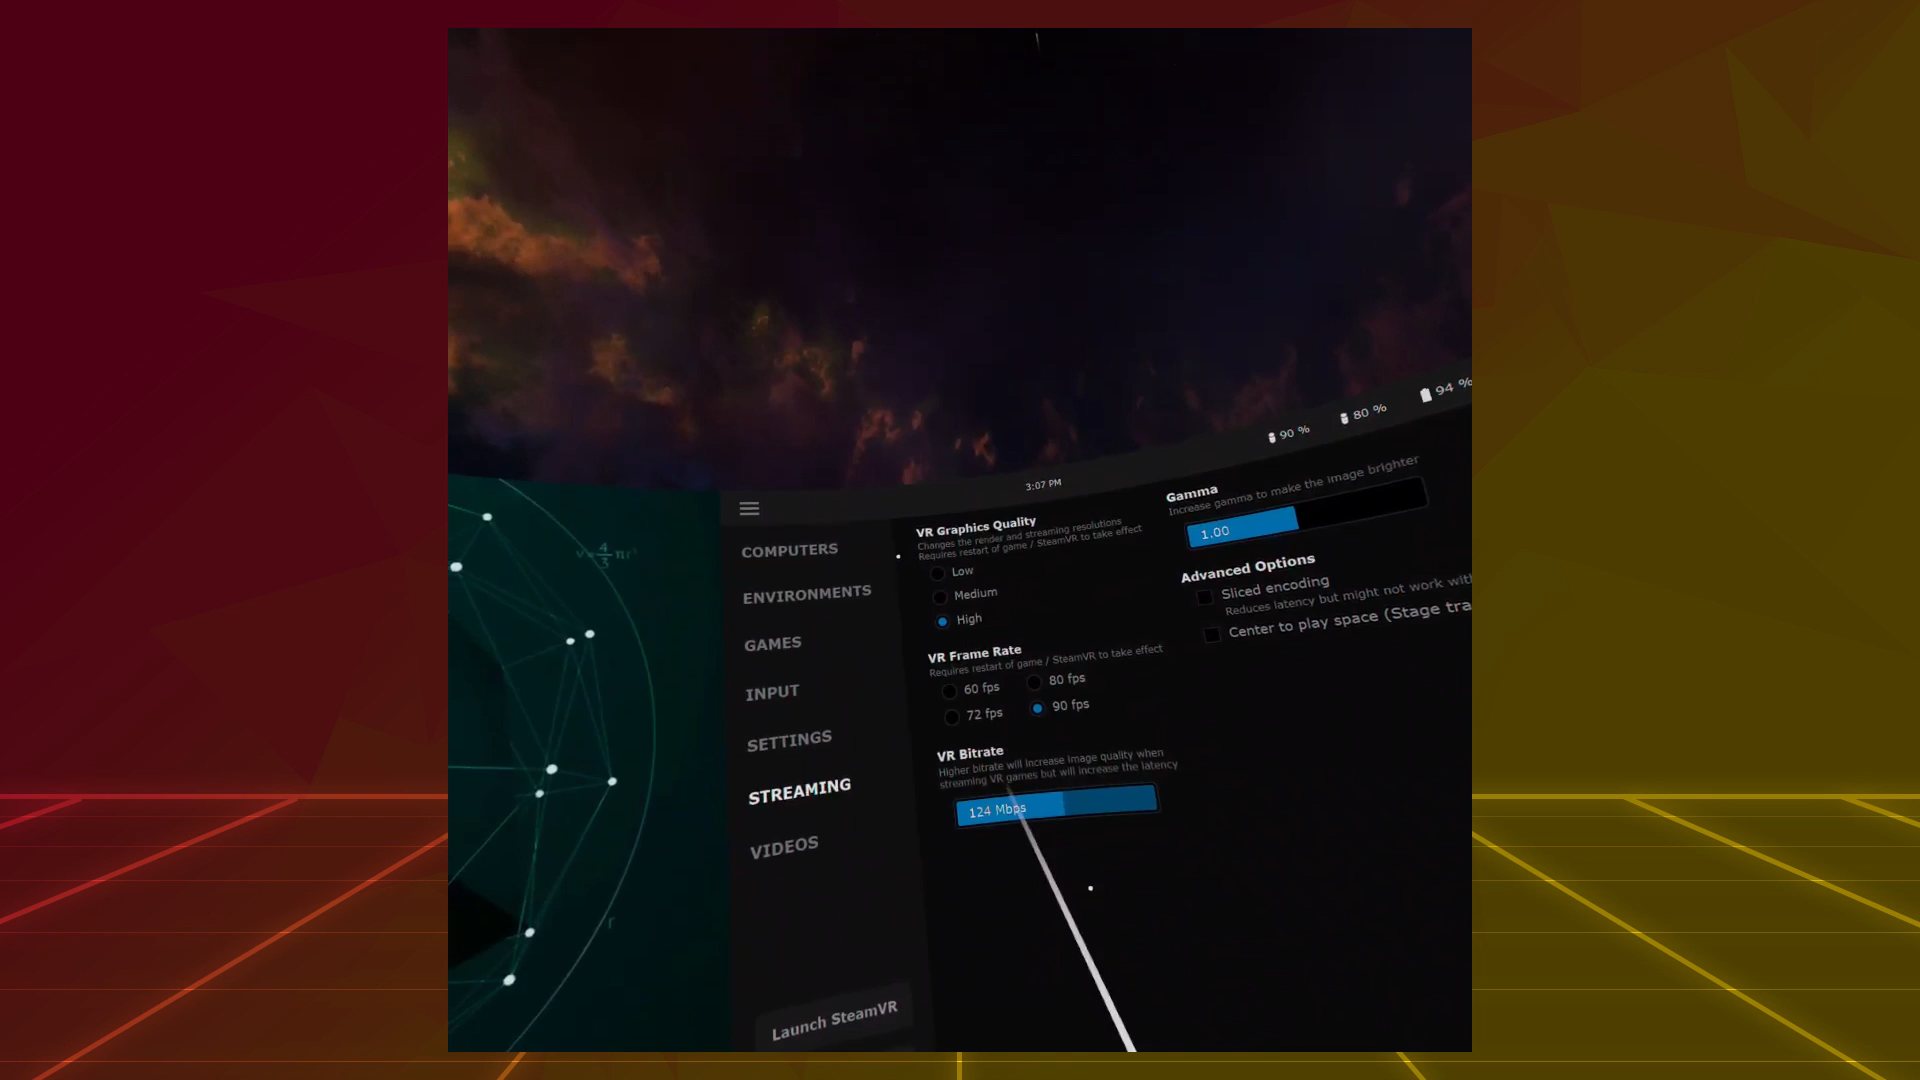 90 %
80 %
94 %
3:07 PM
COMPUTERS
ENVIRONMENTS
GAMES
INPUT
SETTINGS
STREAMING
VIDEOS
Launch SteamVR
VR Graphics Quality
Changes the render and streaming resolutions
Requires restart of game / SteamVR to take effect
Low
Medium
High
VR Frame Rate
Requires restart of game / SteamVR to take effect
60 fps
80 fps
72 fps
90 fps
VR Bitrate
Higher bitrate will increase image quality when
streaming VR games but will increase the latency
124 Mbps
Gamma
Increase gamma to make the image brighter
1.00
Advanced Options
Sliced encoding
Reduces latency but might not work with
Center to play space (Stage tra
v = 4/3 πr³
r